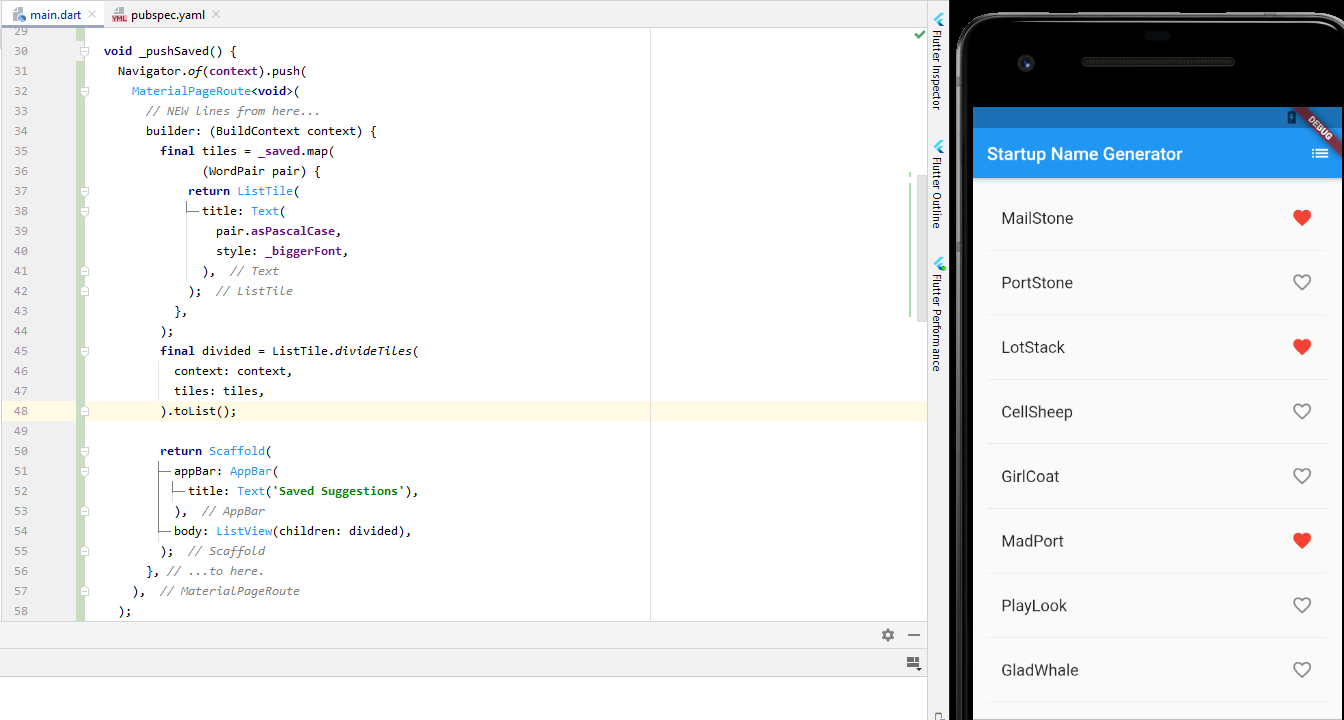 main.dart
pubspec.yaml
29
30 void _pushSaved() {
31 Navigator.of(context).push(
32 MaterialPageRoute<void>(
33 // NEW lines from here...
34 builder: (BuildContext context) {
35 final tiles = _saved.map(
36 (WordPair pair) {
37 return ListTile(
38 title: Text(
39 pair.asPascalCase,
40 style: _biggerFont,
41 ), // Text
42 ); // ListTile
43 },
44 );
45 final divided = ListTile.divideTiles(
46 context: context,
47 tiles: tiles,
48 ).toList();
49
50 return Scaffold(
51 appBar: AppBar(
52 title: Text('Saved Suggestions'),
53 ), // AppBar
54 body: ListView(children: divided),
55 ); // Scaffold
56 }, // ...to here.
57 ), // MaterialPageRoute
58 );
Flutter Inspector
Flutter Outline
Flutter Performance
DEBUG
Startup Name Generator
MailStone
PortStone
LotStack
CellSheep
GirlCoat
MadPort
PlayLook
GladWhale